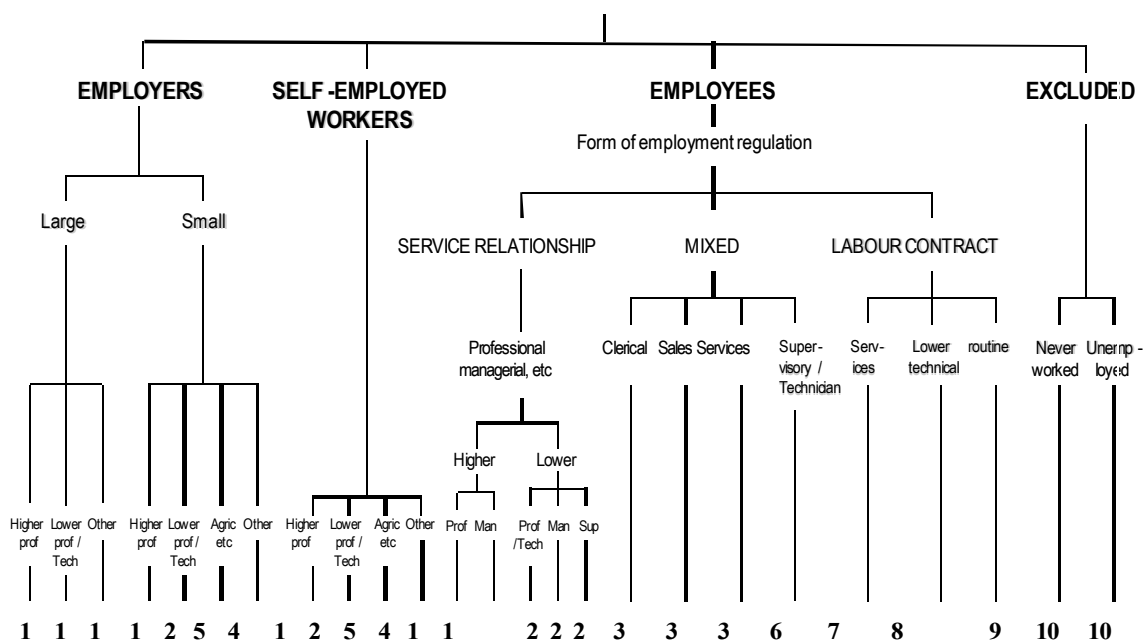 EMPLOYERS
SELF -EMPLOYED
WORKERS
EMPLOYEES
EXCLUDED
Form of employment regulation
Large
Small
SERVICE RELATIONSHIP
MIXED
LABOUR CONTRACT
Professional
managerial, etc
Clerical
Sales
Services
Super-
visory /
Technician
Serv-
ices
Lower
technical
routine
Never
worked
Unemp -
loyed
Higher
Lower
Higher
prof
Lower
prof /
Tech
Other
Higher
prof
Lower
prof /
Tech
Agric
etc
Other
Higher
prof
Lower
prof /
Tech
Agric
etc
Other
Prof
Man
Prof
/Tech
Man
Sup
1 1 1 1 2 5 4 1 2 5 4 1 1 2 2 2 3 3 3 6 7 8 9 10 10